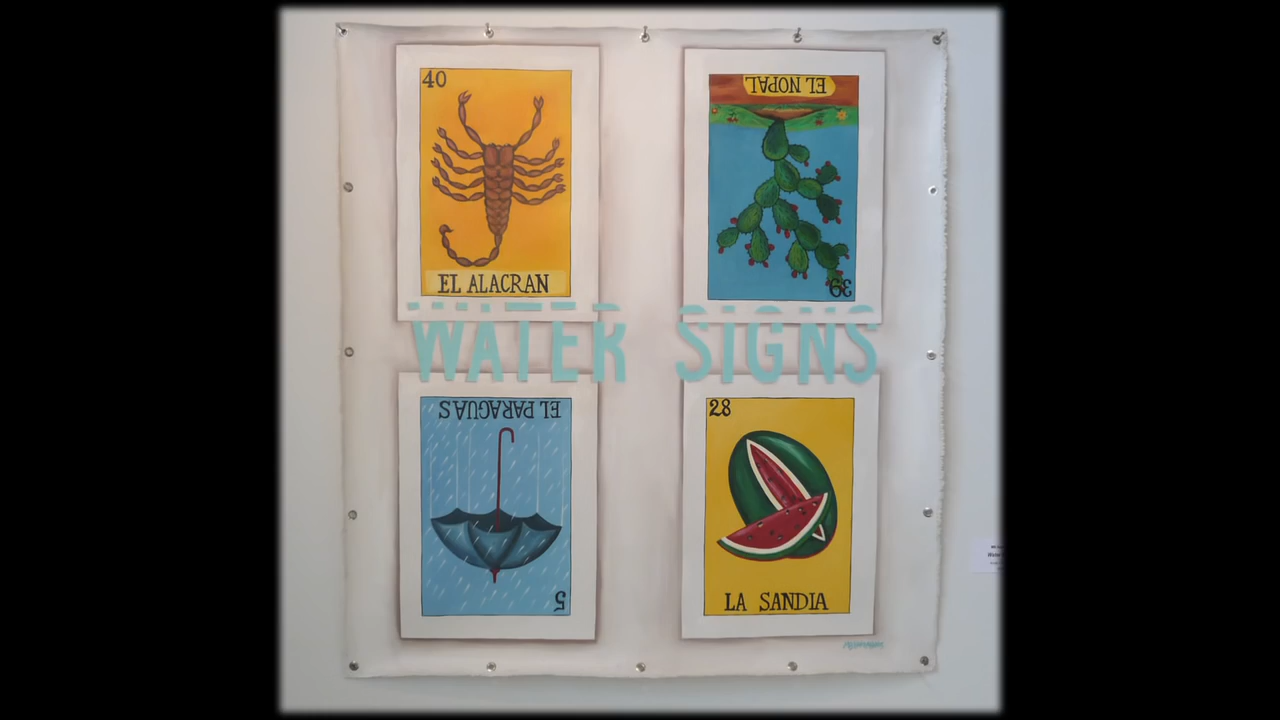 40
EL ALACRAN
EL NOPAL
39
WATER SIGNS
EL PARAGUAS
5
28
LA SANDIA